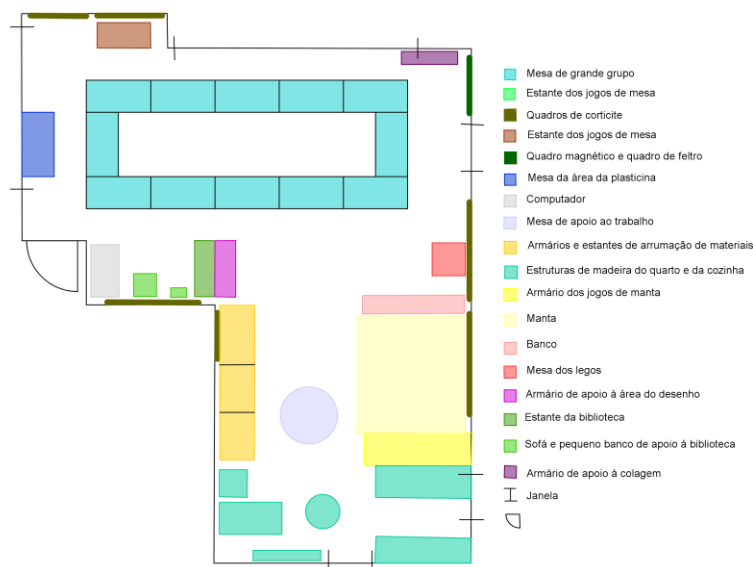 Mesa de grande grupo
Estante dos jogos de mesa
Quadros de corticite
Estante dos jogos de mesa
Quadro magnético e quadro de feltro
Mesa da área da plasticina
Computador
Mesa de apoio ao trabalho
Armários e estantes de arrumação de materiais
Estruturas de madeira do quarto e da cozinha
Armário dos jogos de manta
Manta
Banco
Mesa dos legos
Armário de apoio à área do desenho
Estante da biblioteca
Sofá e pequeno banco de apoio à biblioteca
Armário de apoio à colagem
Janela